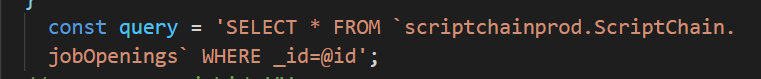 }
const query = 'SELECT * FROM `scriptchainprod.ScriptChain.
jobOpenings` WHERE _id=@id';